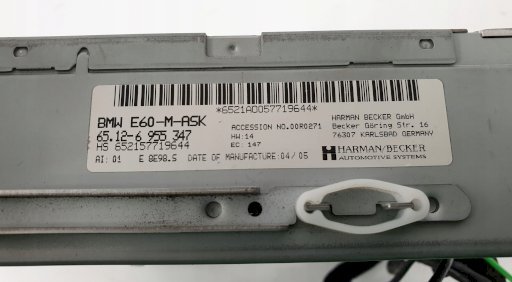 *6521A0057719644*
BMW E60-M-ASK
65.12-6 955 347
HS 652157719644
AI: 01 E BE98.5 DATE OF MANUFACTURE: 04/05
ACCESSION NO.00R0271
HW:14
EC: 147
HARMAN BECKER GmbH
Becker Göring Str. 16
76307 KARLSBAD GERMANY
HARMAN/BECKER
AUTOMOTIVE SYSTEMS